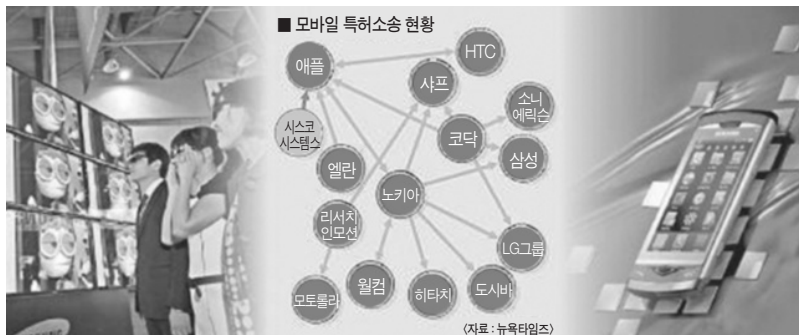 ■ 모바일 특허소송 현황
애플
HTC
샤프
소니
에릭슨
시스코
시스템스
코닥
삼성
엘란
노키아
리서치
인모션
LG그룹
모토롤라
퀄컴
히타치
도시바
〈자료 : 뉴욕타임즈〉